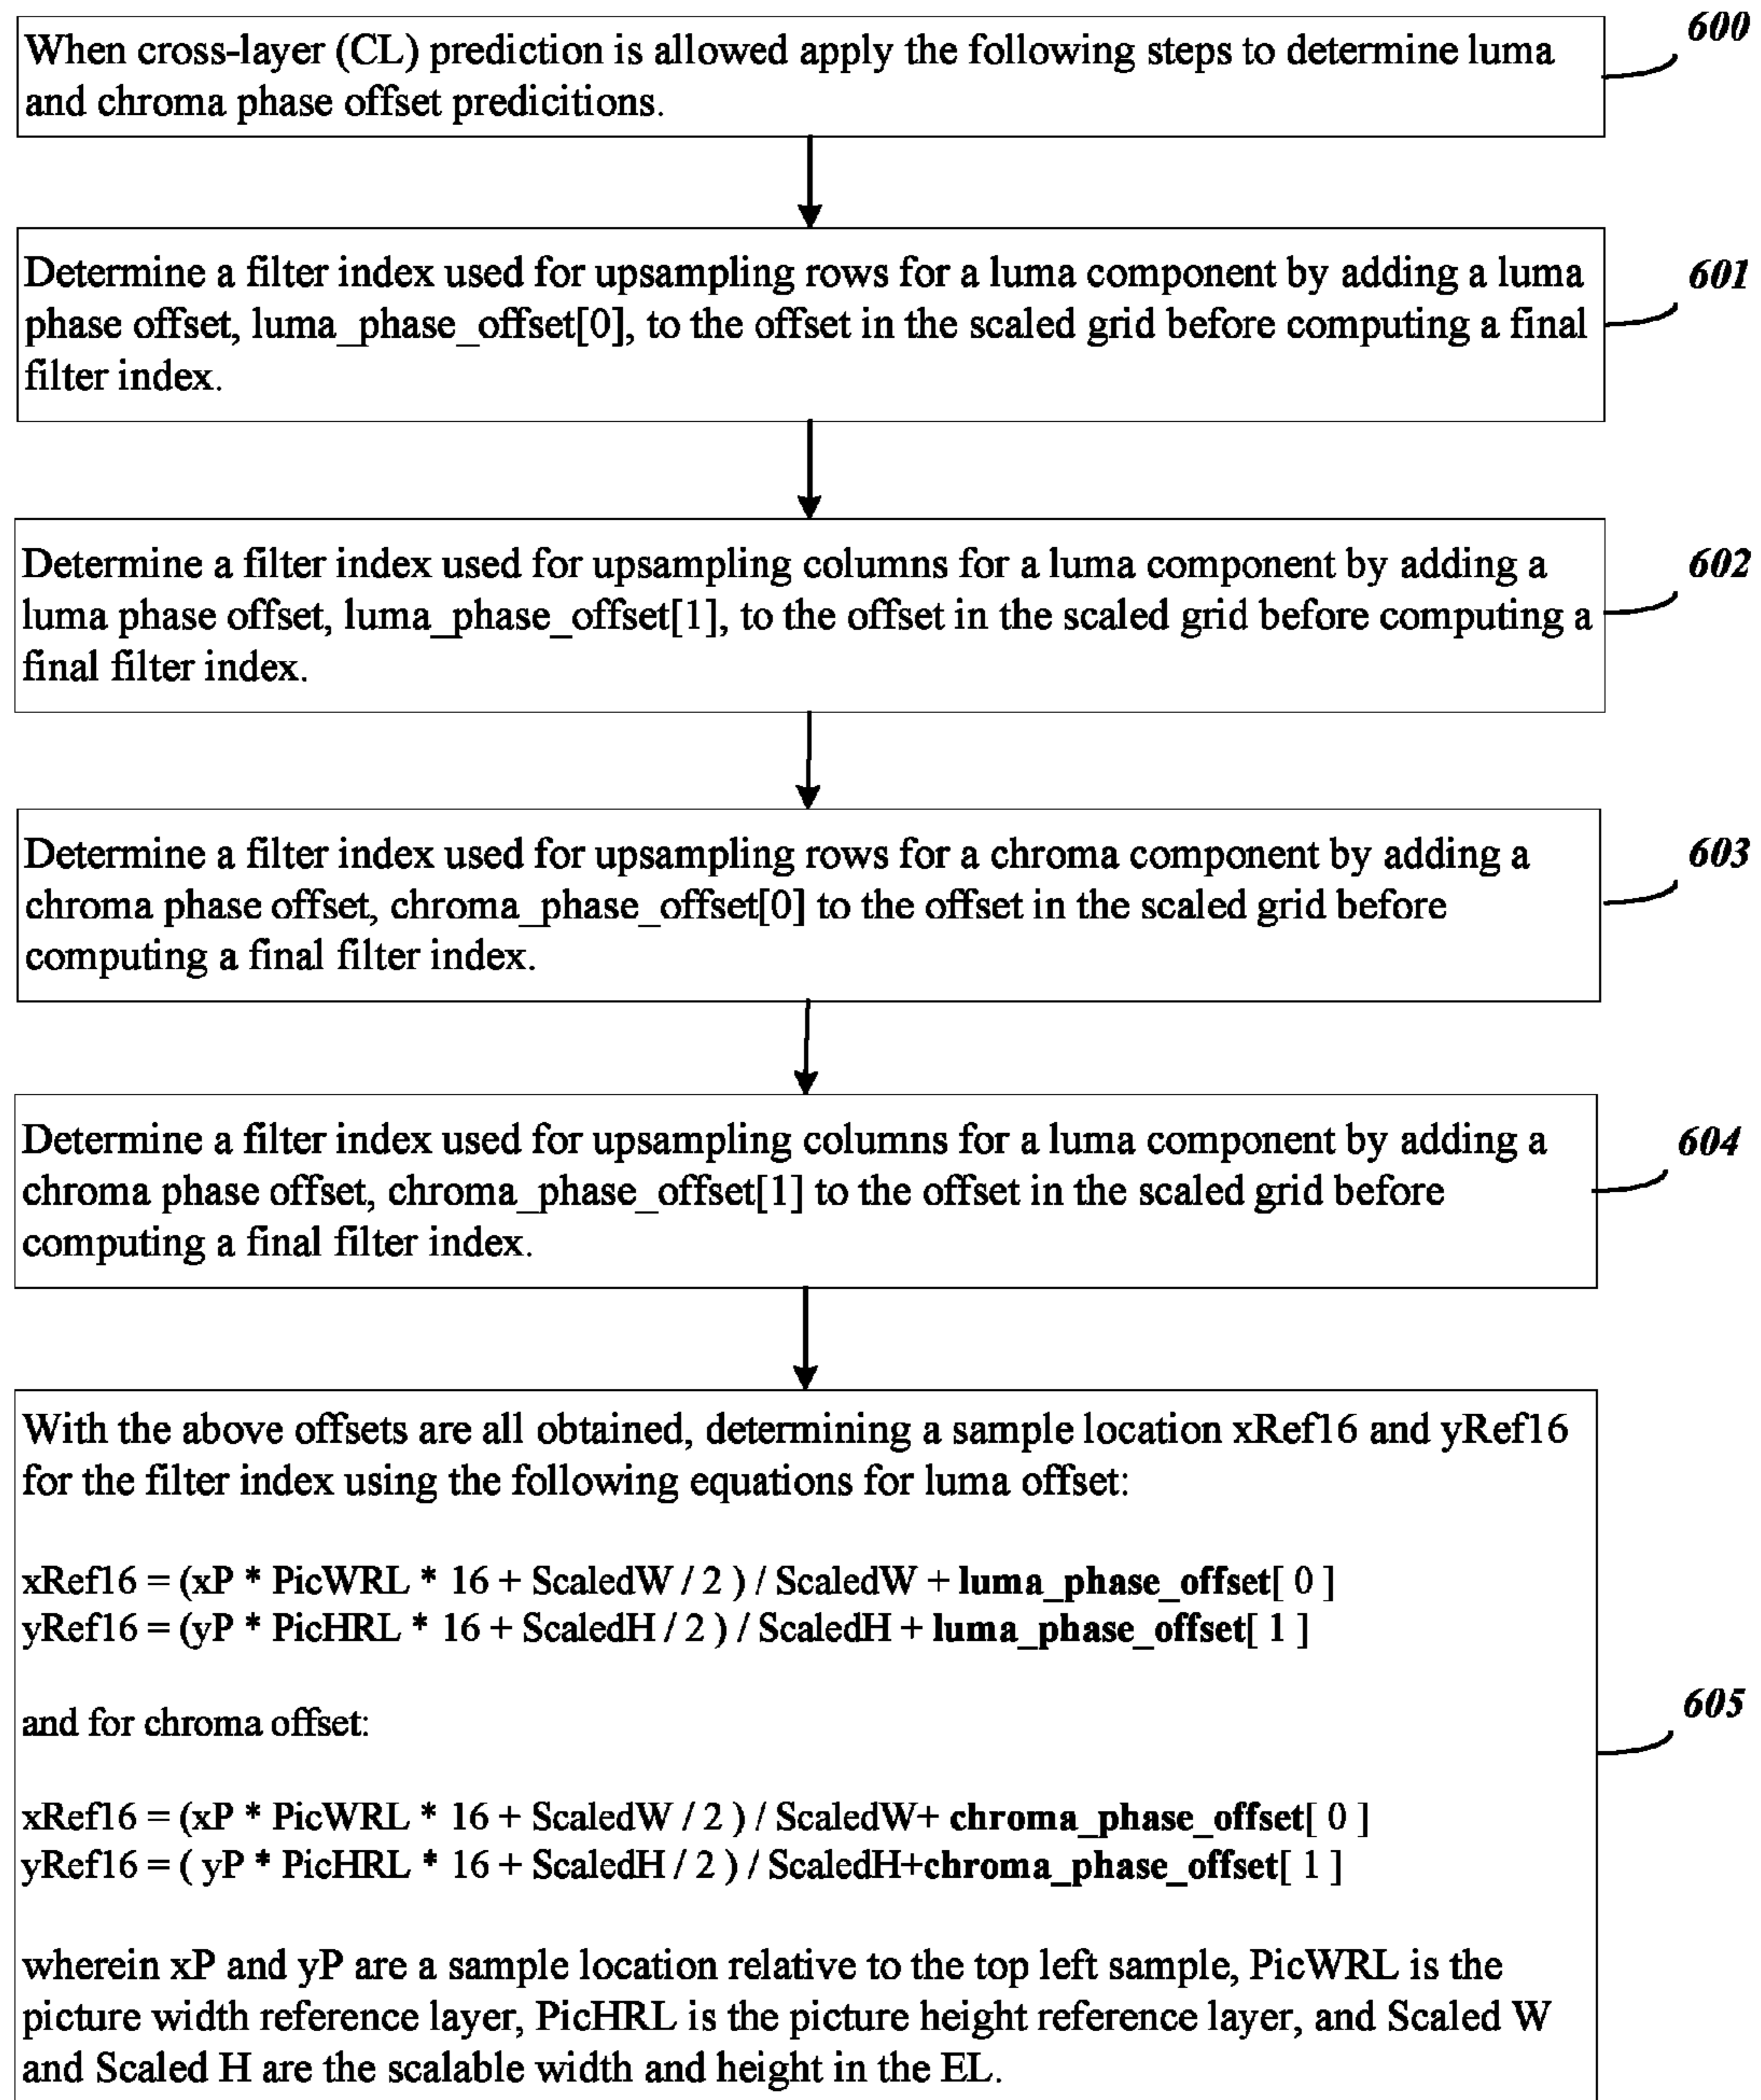 When cross-layer (CL) prediction is allowed apply the following steps to determine luma
and chroma phase offset predicitions.
600
Determine a filter index used for upsampling rows for a luma component by adding a luma
phase offset, luma_phase_offset[0], to the offset in the scaled grid before computing a final
filter index.
601
Determine a filter index used for upsampling columns for a luma component by adding a
luma phase offset, luma_phase_offset[1], to the offset in the scaled grid before computing a
final filter index.
602
Determine a filter index used for upsampling rows for a chroma component by adding a
chroma phase offset, chroma_phase_offset[0] to the offset in the scaled grid before
computing a final filter index.
603
Determine a filter index used for upsampling columns for a luma component by adding a
chroma phase offset, chroma_phase_offset[1] to the offset in the scaled grid before
computing a final filter index.
604
With the above offsets are all obtained, determining a sample location xRef16 and yRef16
for the filter index using the following equations for luma offset:
xRef16 = (xP * PicWRL * 16 + ScaledW / 2 ) / ScaledW + luma_phase_offset[ 0 ]
yRef16 = (yP * PicHRL * 16 + ScaledH / 2 ) / ScaledH + luma_phase_offset[ 1 ]
and for chroma offset:
xRef16 = (xP * PicWRL * 16 + ScaledW / 2 ) / ScaledW+ chroma_phase_offset[ 0 ]
yRef16 = ( yP * PicHRL * 16 + ScaledH / 2 ) / ScaledH+chroma_phase_offset[ 1 ]
wherein xP and yP are a sample location relative to the top left sample, PicWRL is the
picture width reference layer, PicHRL is the picture height reference layer, and Scaled W
and Scaled H are the scalable width and height in the EL.
605